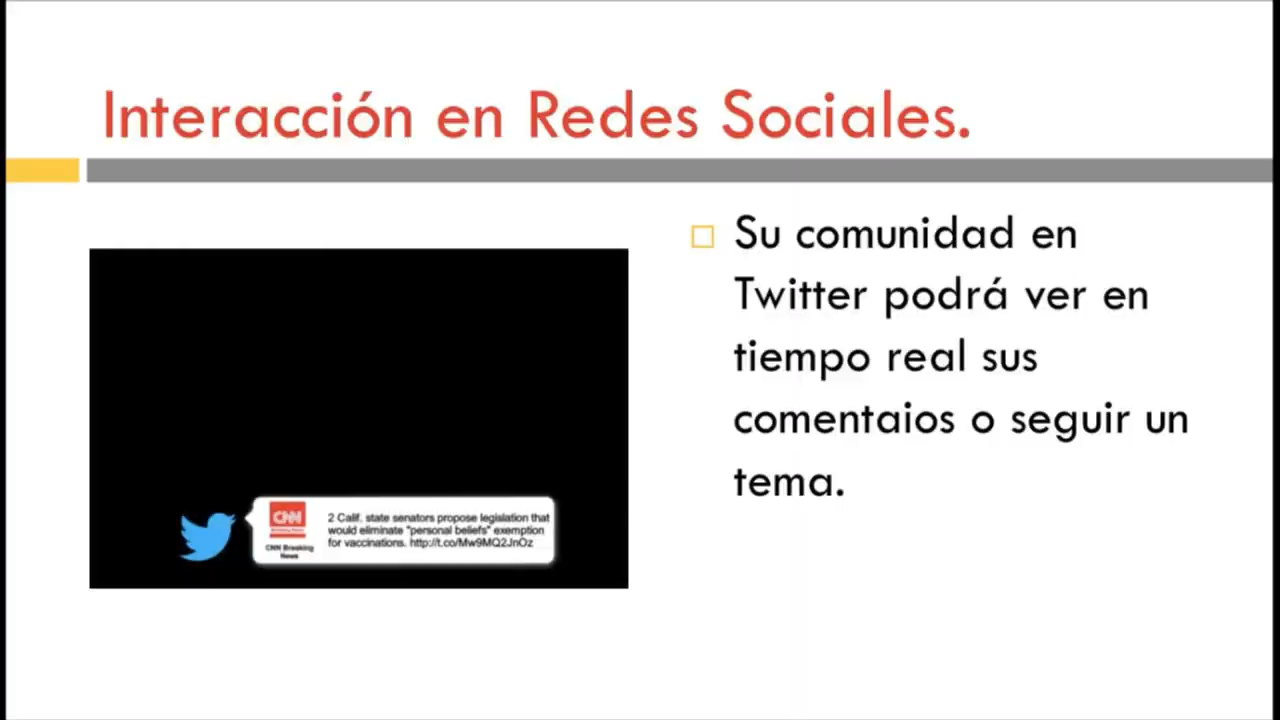 Interacción en Redes Sociales.
Su comunidad en
Twitter podrá ver en
tiempo real sus
comentaios o seguir un
tema.
CNN
CNN Breaking
News
2 Calif. state senators propose legislation that
would eliminate "personal beliefs" exemption
for vaccinations. http://t.co/Mw9MQ2JnOz